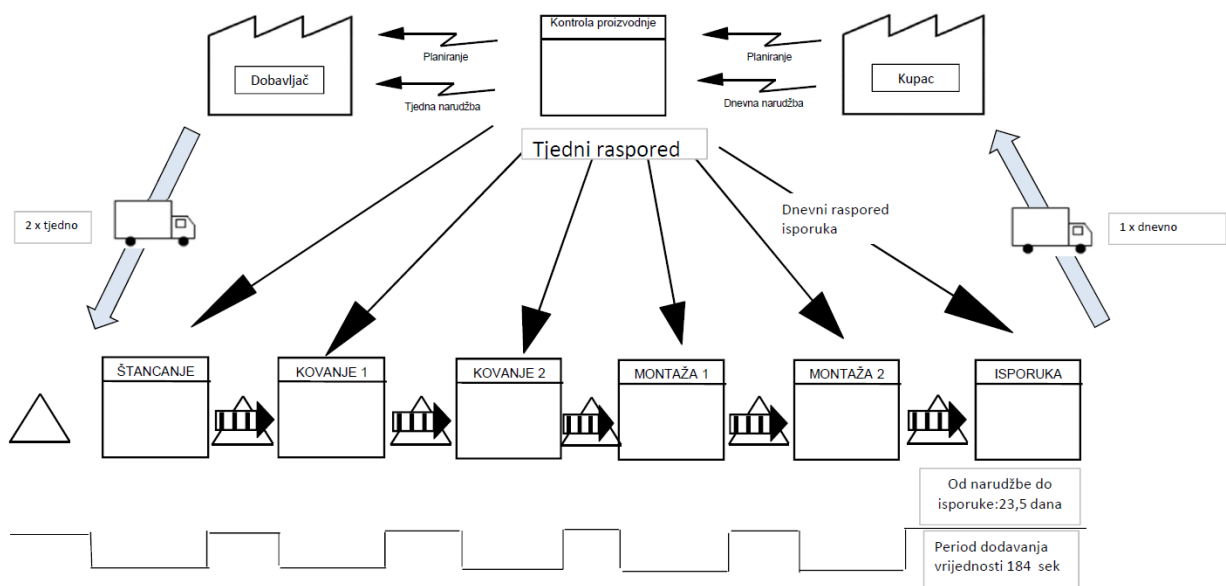 Kontrola proizvodnje
Dobavljač
Planiranje
Tjedna narudžba
Planiranje
Dnevna narudžba
Kupac
Tjedni raspored
2 x tjedno
Dnevni raspored
isporuka
1 x dnevno
ŠTANCANJE
KOVANJE 1
KOVANJE 2
MONTAŽA 1
MONTAŽA 2
ISPORUKA
Od narudžbe do
isporuke:23,5 dana
Period dodavanja
vrijednosti 184 sek